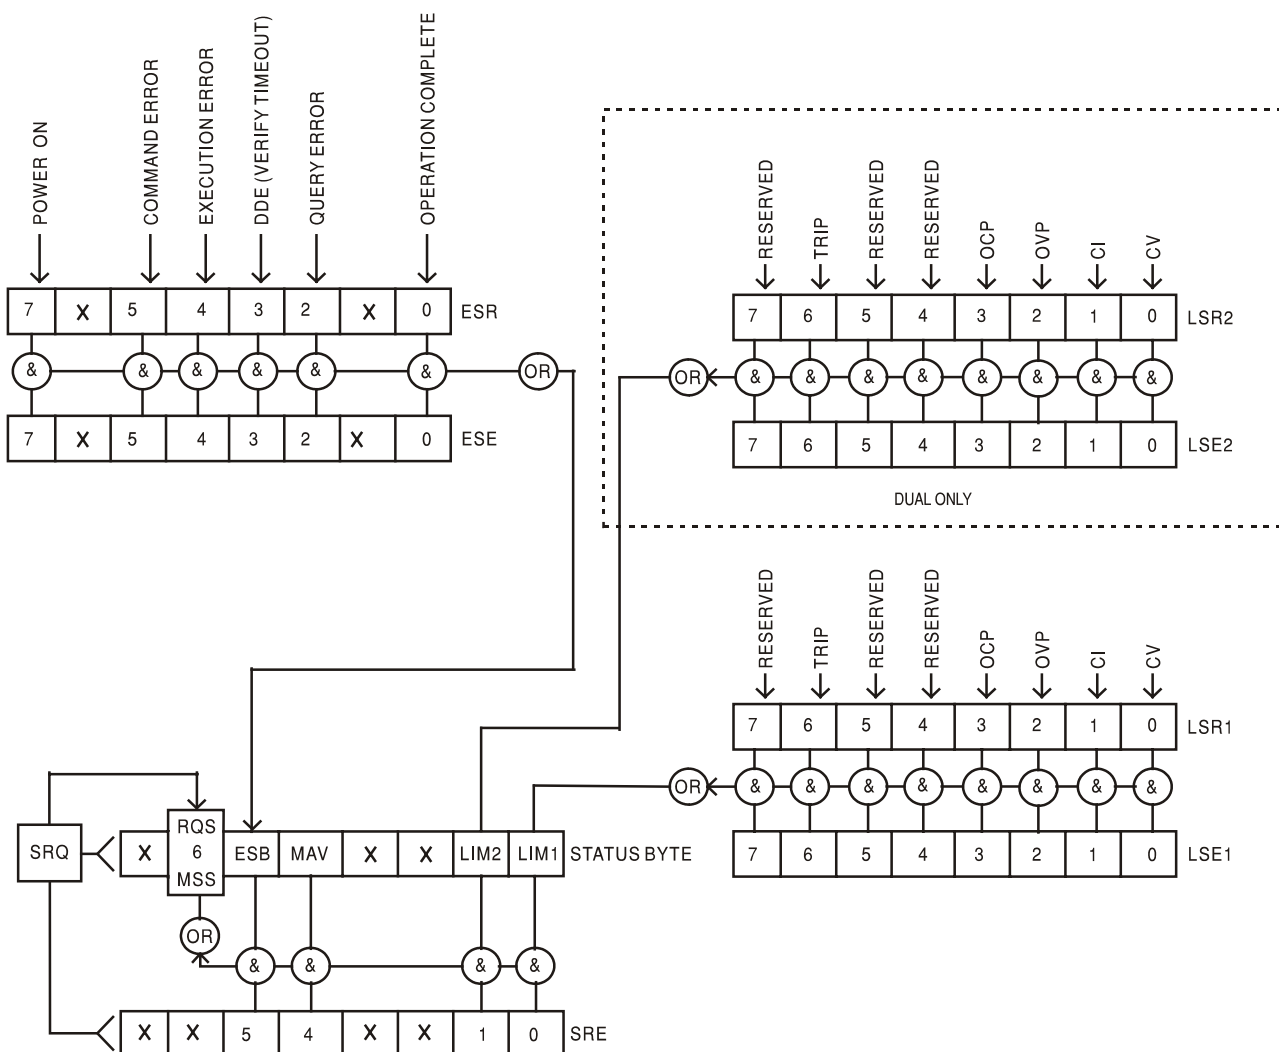 POWER ON
COMMAND ERROR
EXECUTION ERROR
DDE (VERIFY TIMEOUT)
QUERY ERROR
OPERATION COMPLETE
7 X 5 4 3 2 X 0 ESR
& & & & & & OR
7 X 5 4 3 2 X 0 ESE
RESERVED
TRIP
RESERVED
RESERVED
OCP
OVP
CI
CV
7 6 5 4 3 2 1 0 LSR2
OR & & & & & & & &
7 6 5 4 3 2 1 0 LSE2
DUAL ONLY
RESERVED
TRIP
RESERVED
RESERVED
OCP
OVP
CI
CV
7 6 5 4 3 2 1 0 LSR1
OR & & & & & & & &
7 6 5 4 3 2 1 0 LSE1
SRQ
X
RQS
6
MSS
ESB MAV X X LIM2 LIM1 STATUS BYTE
OR
& & & &
X X 5 4 X X 1 0 SRE